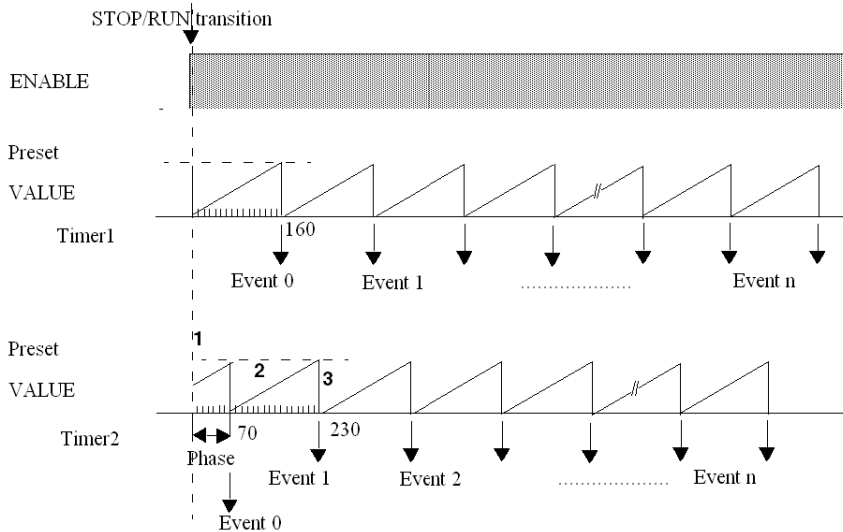 STOP/RUN transition
ENABLE
Preset
VALUE
160
Timer1
Event 0
Event 1
.......................
Event n
1
Preset
VALUE
2
3
Timer2
70
230
Phase
Event 1
Event 2
.......................
Event n
Event 0